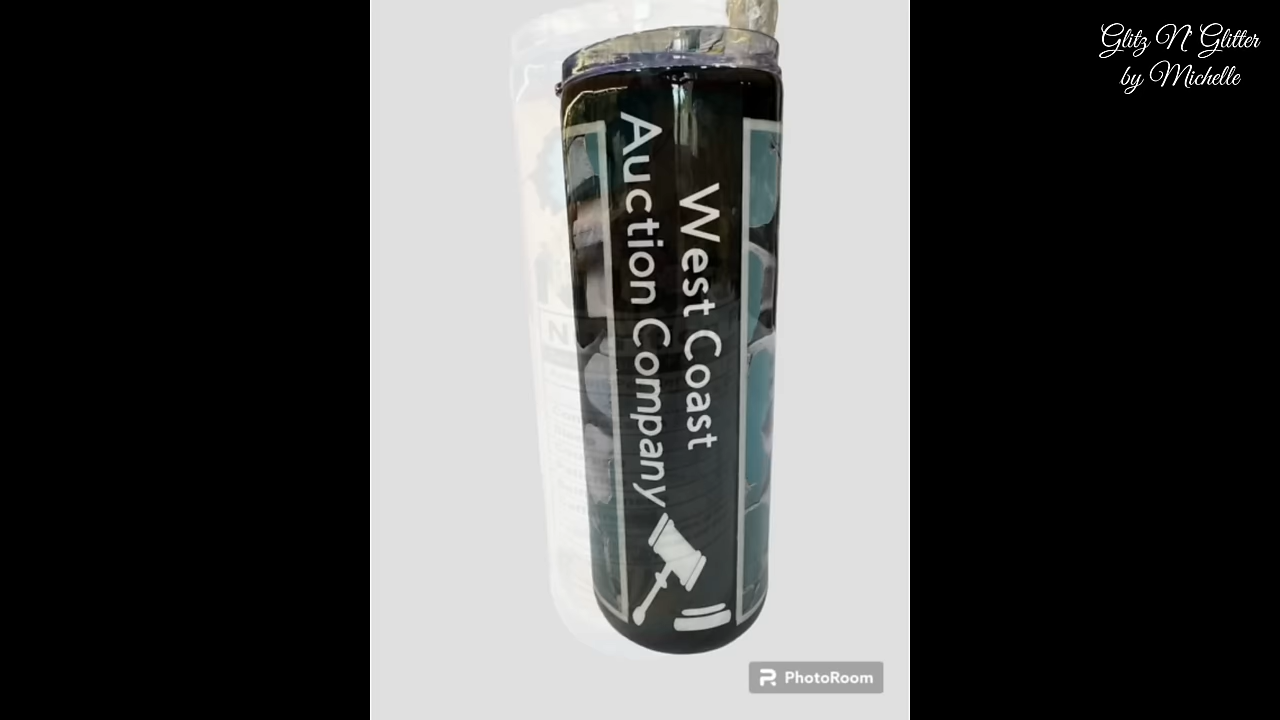 Glitz N Glitter
by Michelle
West Coast
Auction Company
PhotoRoom